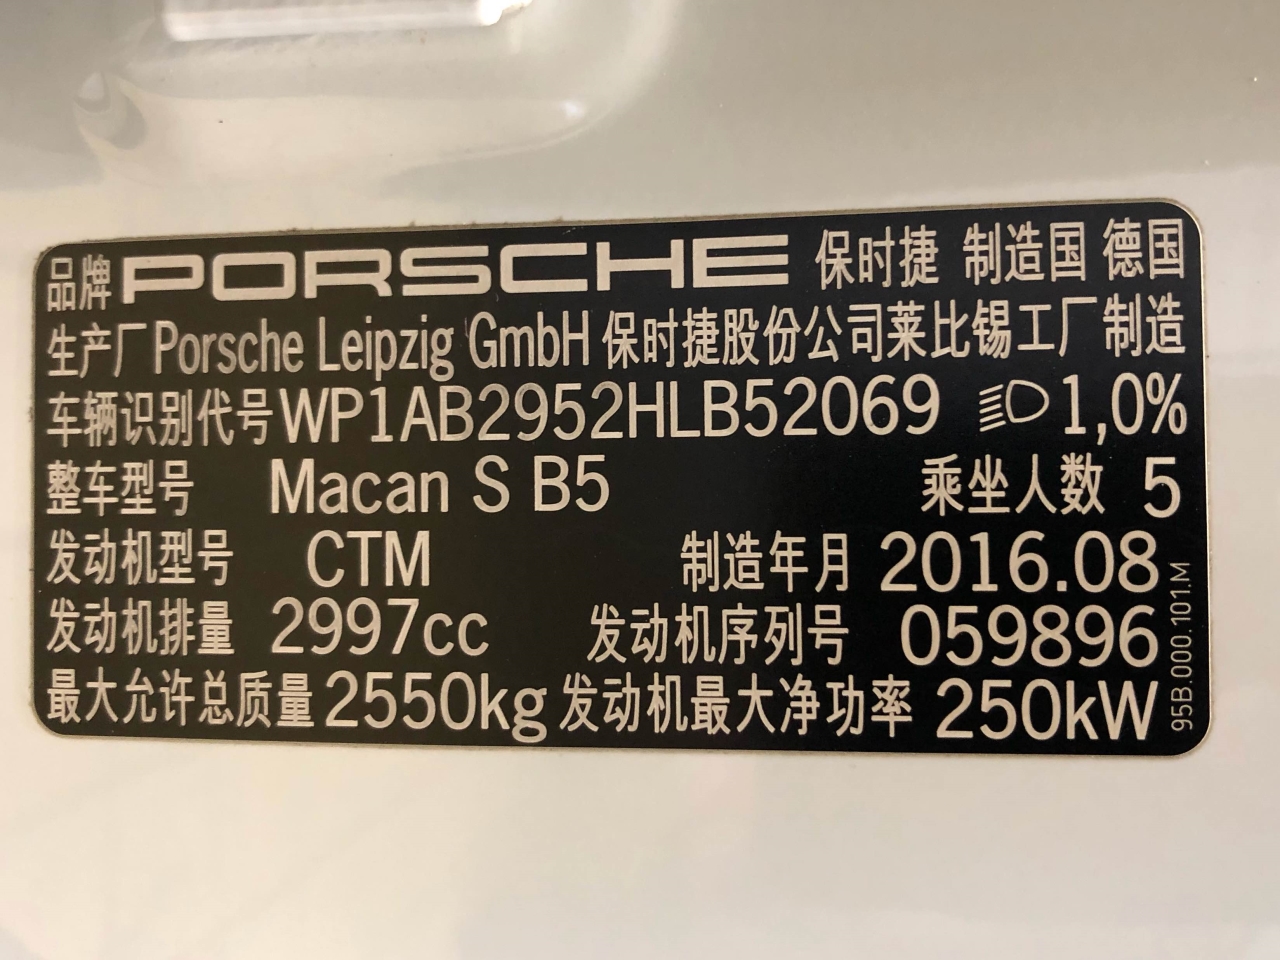 品牌 PORSCHE 保时捷 制造国 德国
生产厂 Porsche Leipzig GmbH 保时捷股份公司莱比锡工厂制造
车辆识别代号 WP1AB2952HLB52069 1,0%
整车型号 Macan S B5 乘坐人数 5
发动机型号 CTM 制造年月 2016.08
发动机排量 2997cc 发动机序列号 059896
最大允许总质量 2550kg 发动机最大净功率 250kW
95B.000.101.M